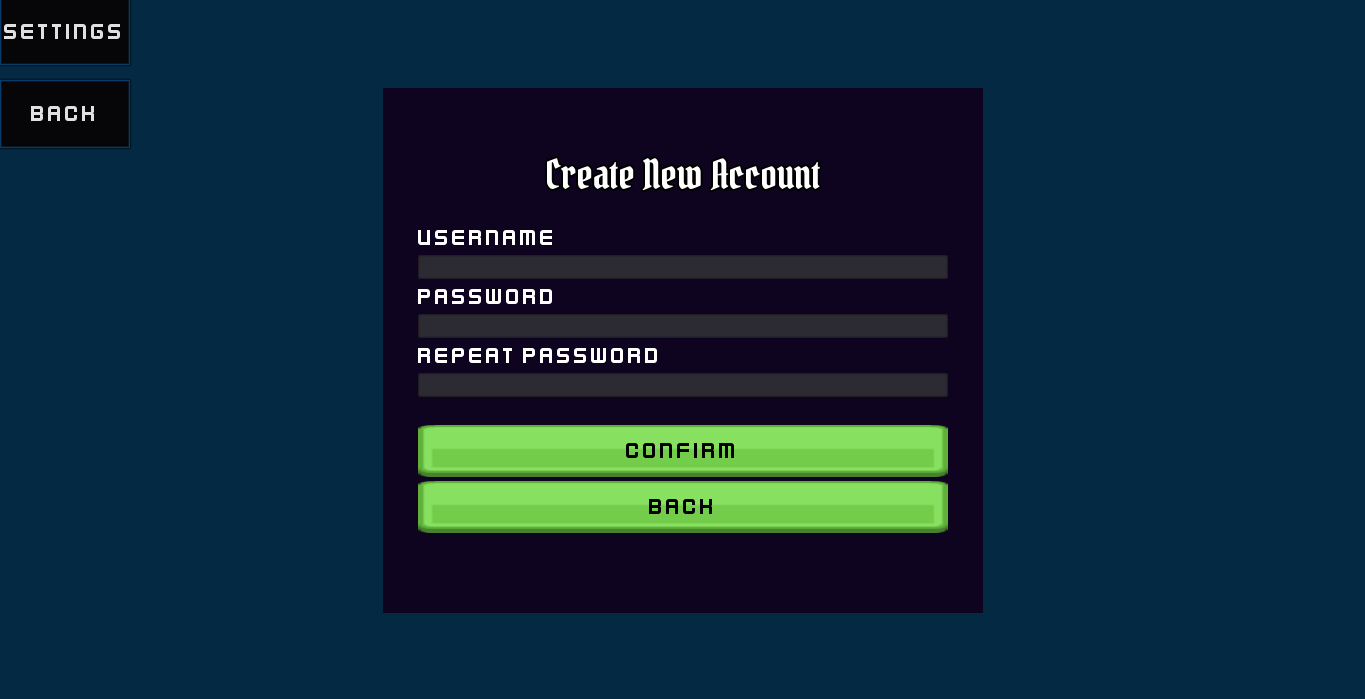 SETTINGS
BACK
Create New Account
USERNAME
PASSWORD
REPEAT PASSWORD
CONFIRM
BACK